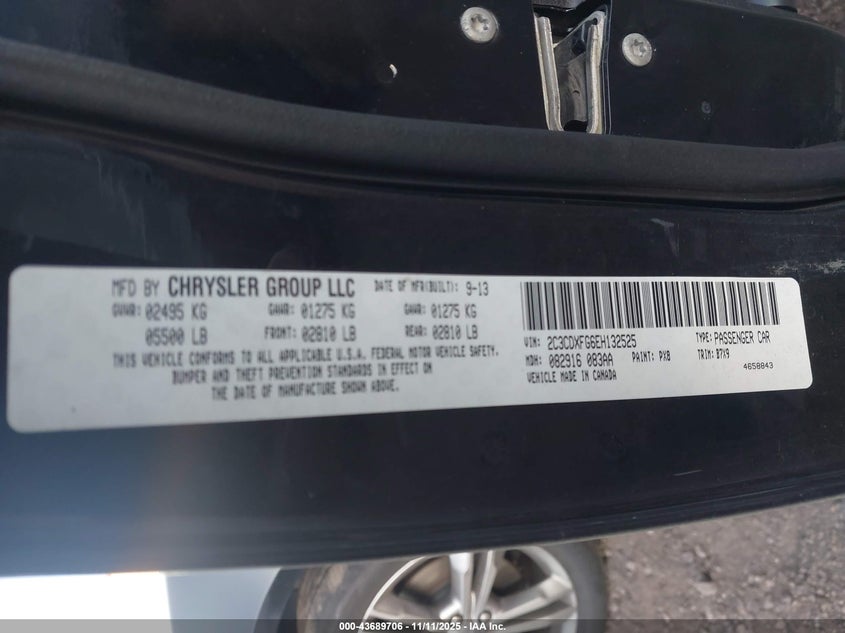 MFD BY CHRYSLER GROUP LLC DATE OF MFR(BUILT): 9-13
GVWR: 02495 KG GAWR: 01275 KG GAWR: 01275 KG
05500 LB FRONT: 02810 LB REAR: 02810 LB
THIS VEHICLE CONFORMS TO ALL APPLICABLE U.S.A. FEDERAL MOTOR VEHICLE SAFETY,
BUMPER AND THEFT PREVENTION STANDARDS IN EFFECT ON
THE DATE OF MANUFACTURE SHOWN ABOVE.
VIN: 2C3CDXFG6EH132525 TYPE: PASSENGER CAR
MDH: 082916 083AA PAINT: PX8 TRIM: B7X9
VEHICLE MADE IN CANADA 4658843
000-43689706 - 11/11/2025 - IAA Inc.